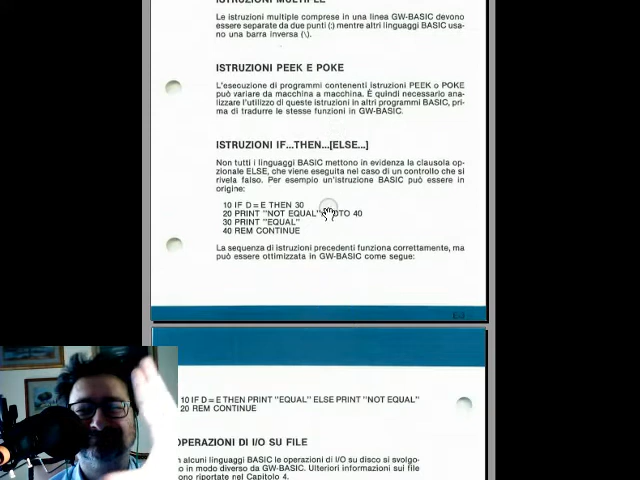 ISTRUZIONI MULTIPLE
Le istruzioni multiple comprese in una linea GW-BASIC devono
essere separate da due punti (:) mentre altri linguaggi BASIC usa-
no una barra inversa (\).
ISTRUZIONI PEEK E POKE
L'esecuzione di programmi contenenti istruzioni PEEK o POKE
può variare da macchina a macchina. È quindi necessario ana-
lizzare l'utilizzo di queste istruzioni in altri programmi BASIC, pri-
ma di tradurre le stesse funzioni in GW-BASIC.
ISTRUZIONI IF...THEN...[ELSE...]
Non tutti i linguaggi BASIC mettono in evidenza la clausola op-
zionale ELSE, che viene eseguita nel caso di un controllo che si
rivela falso. Per esempio un'istruzione BASIC può essere in
origine:
10 IF D=E THEN 30
20 PRINT "NOT EQUAL" OTO 40
30 PRINT "EQUAL"
40 REM CONTINUE
La sequenza di istruzioni precedenti funziona correttamente, ma
può essere ottimizzata in GW-BASIC come segue:
10 IF D=E THEN PRINT "EQUAL" ELSE PRINT "NOT EQUAL"
20 REM CONTINUE
OPERAZIONI DI I/O SU FILE
n alcuni linguaggi BASIC le operazioni di I/O su disco si svolgo-
o in modo diverso da GW-BASIC. Ulteriori informazioni sui file
ono riportate nel Capitolo 4.